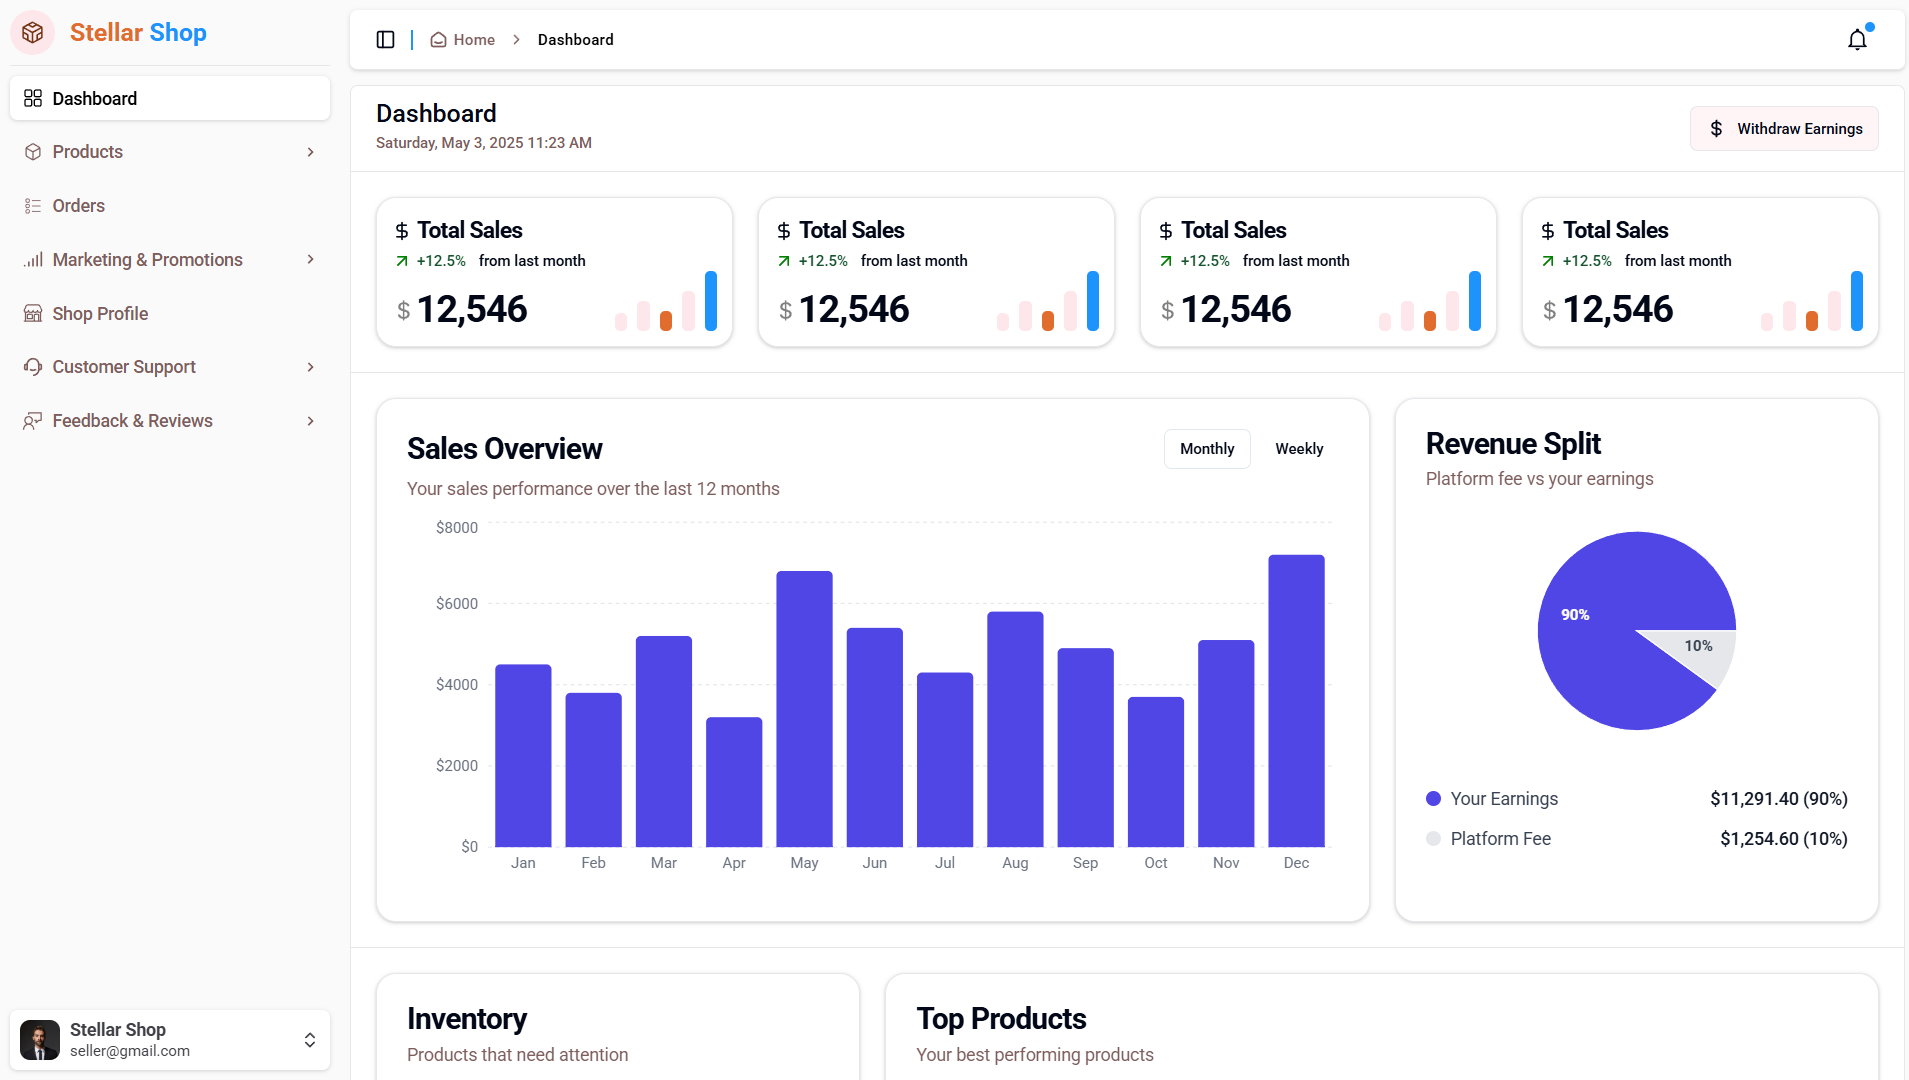 Stellar Shop
Home
Dashboard
Dashboard
Products
Orders
Marketing & Promotions
Shop Profile
Customer Support
Feedback & Reviews
Stellar Shop
seller@gmail.com
Dashboard
Saturday, May 3, 2025 11:23 AM
$ Withdraw Earnings
$ Total Sales
+12.5% from last month
$ 12,546
$ Total Sales
+12.5% from last month
$ 12,546
$ Total Sales
+12.5% from last month
$ 12,546
$ Total Sales
+12.5% from last month
$ 12,546
Sales Overview
Your sales performance over the last 12 months
Monthly
Weekly
$8000
$6000
$4000
$2000
$0
Jan Feb Mar Apr May Jun Jul Aug Sep Oct Nov Dec
Revenue Split
Platform fee vs your earnings
90%
10%
Your Earnings $11,291.40 (90%)
Platform Fee $1,254.60 (10%)
Inventory
Products that need attention
Top Products
Your best performing products